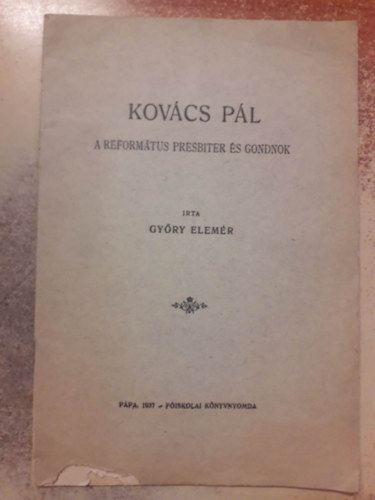 KOVÁCS PÁL
A REFORMÁTUS PRESBITER ÉS GONDNOK
IRTA
GYŐRY ELEMÉR
PÁPA, 1937 – FŐISKOLAI KÖNYVNYOMDA